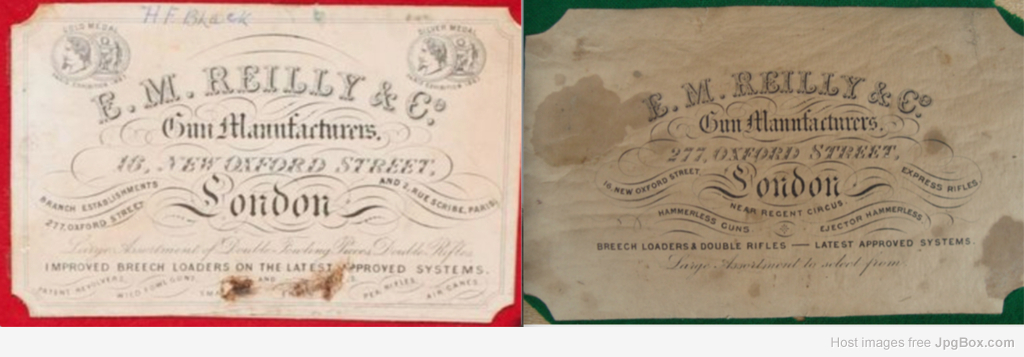 H F Black
GOLD MEDAL
SILVER MEDAL
E. M. REILLY & Co.
Gun Manufacturers,
16, NEW OXFORD STREET,
BRANCH ESTABLISHMENTS
277, OXFORD STREET
AND 2, RUE SCRIBE, PARIS.
London
Large Assortment of Double Fowling Pieces, Double Rifles
IMPROVED BREECH LOADERS ON THE LATEST APPROVED SYSTEMS.
PATENT REVOLVERS, WILD FOWL GUNS, AND PEA RIFLES, AIR CANES.
E. M. REILLY & Co.
Gun Manufacturers,
277, OXFORD STREET,
16, NEW OXFORD STREET
London
EXPRESS RIFLES
NEAR REGENT CIRCUS.
HAMMERLESS GUNS
EJECTOR HAMMERLESS
BREECH LOADERS & DOUBLE RIFLES — LATEST APPROVED SYSTEMS.
Large Assortment to select from
Host images free JpgBox.com